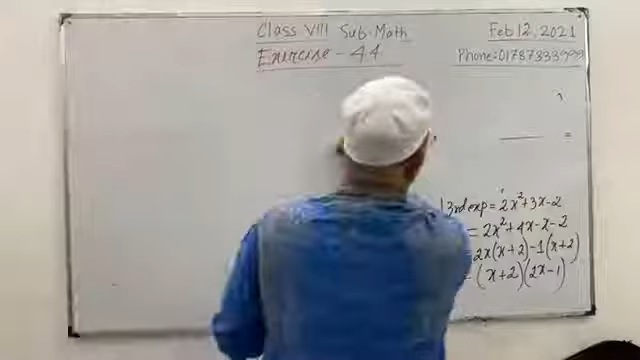 Class VIII Sub-Math
Feb 12, 2021
Exercise - 4.4
Phone:01787333999
3rd exp = 2x²+3x-2
= 2x²+4x-x-2
2x(x+2)-1(x+2)
= (x+2)(2x-1)